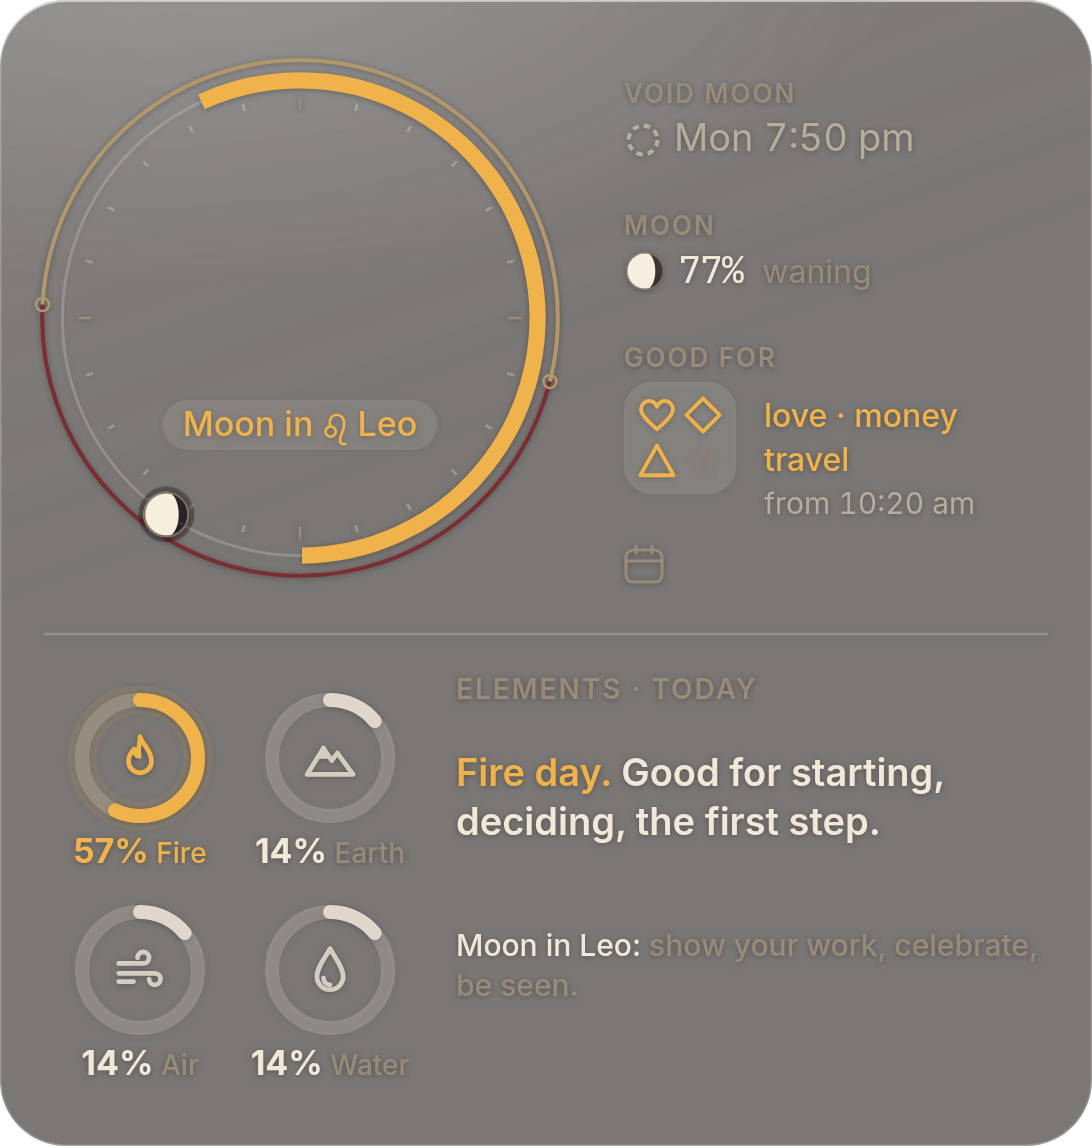 VOID MOON
Mon 7:50 pm
MOON
77% waning
GOOD FOR
love · money
travel
from 10:20 am
Moon in ♌ Leo
ELEMENTS · TODAY
Fire day. Good for starting,
deciding, the first step.
57% Fire
14% Earth
Moon in Leo: show your work, celebrate,
be seen.
14% Air
14% Water